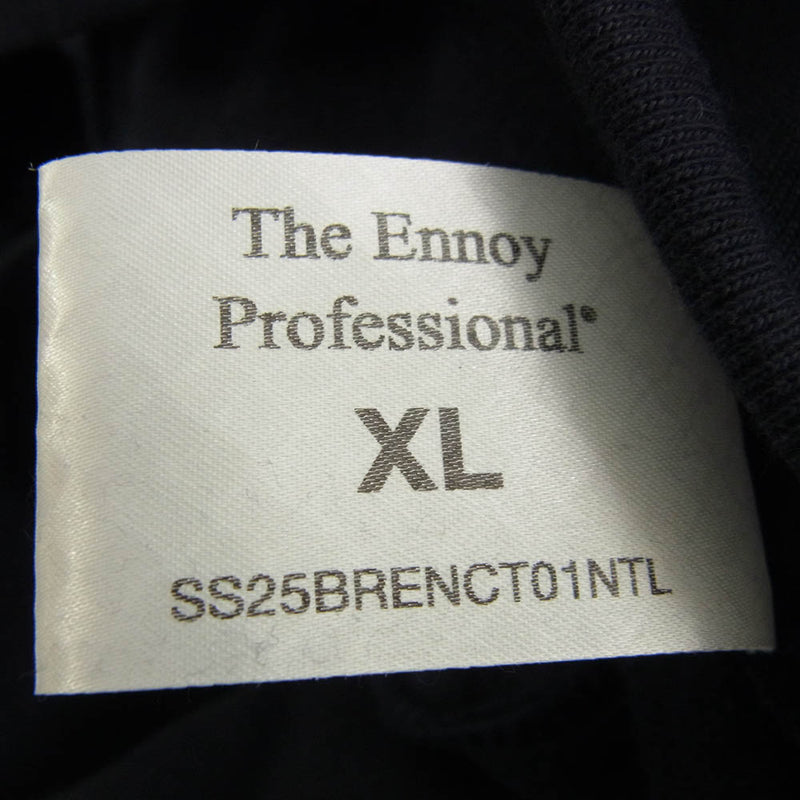 The Ennoy
Professional®
XL
SS25BRENCT01NTL